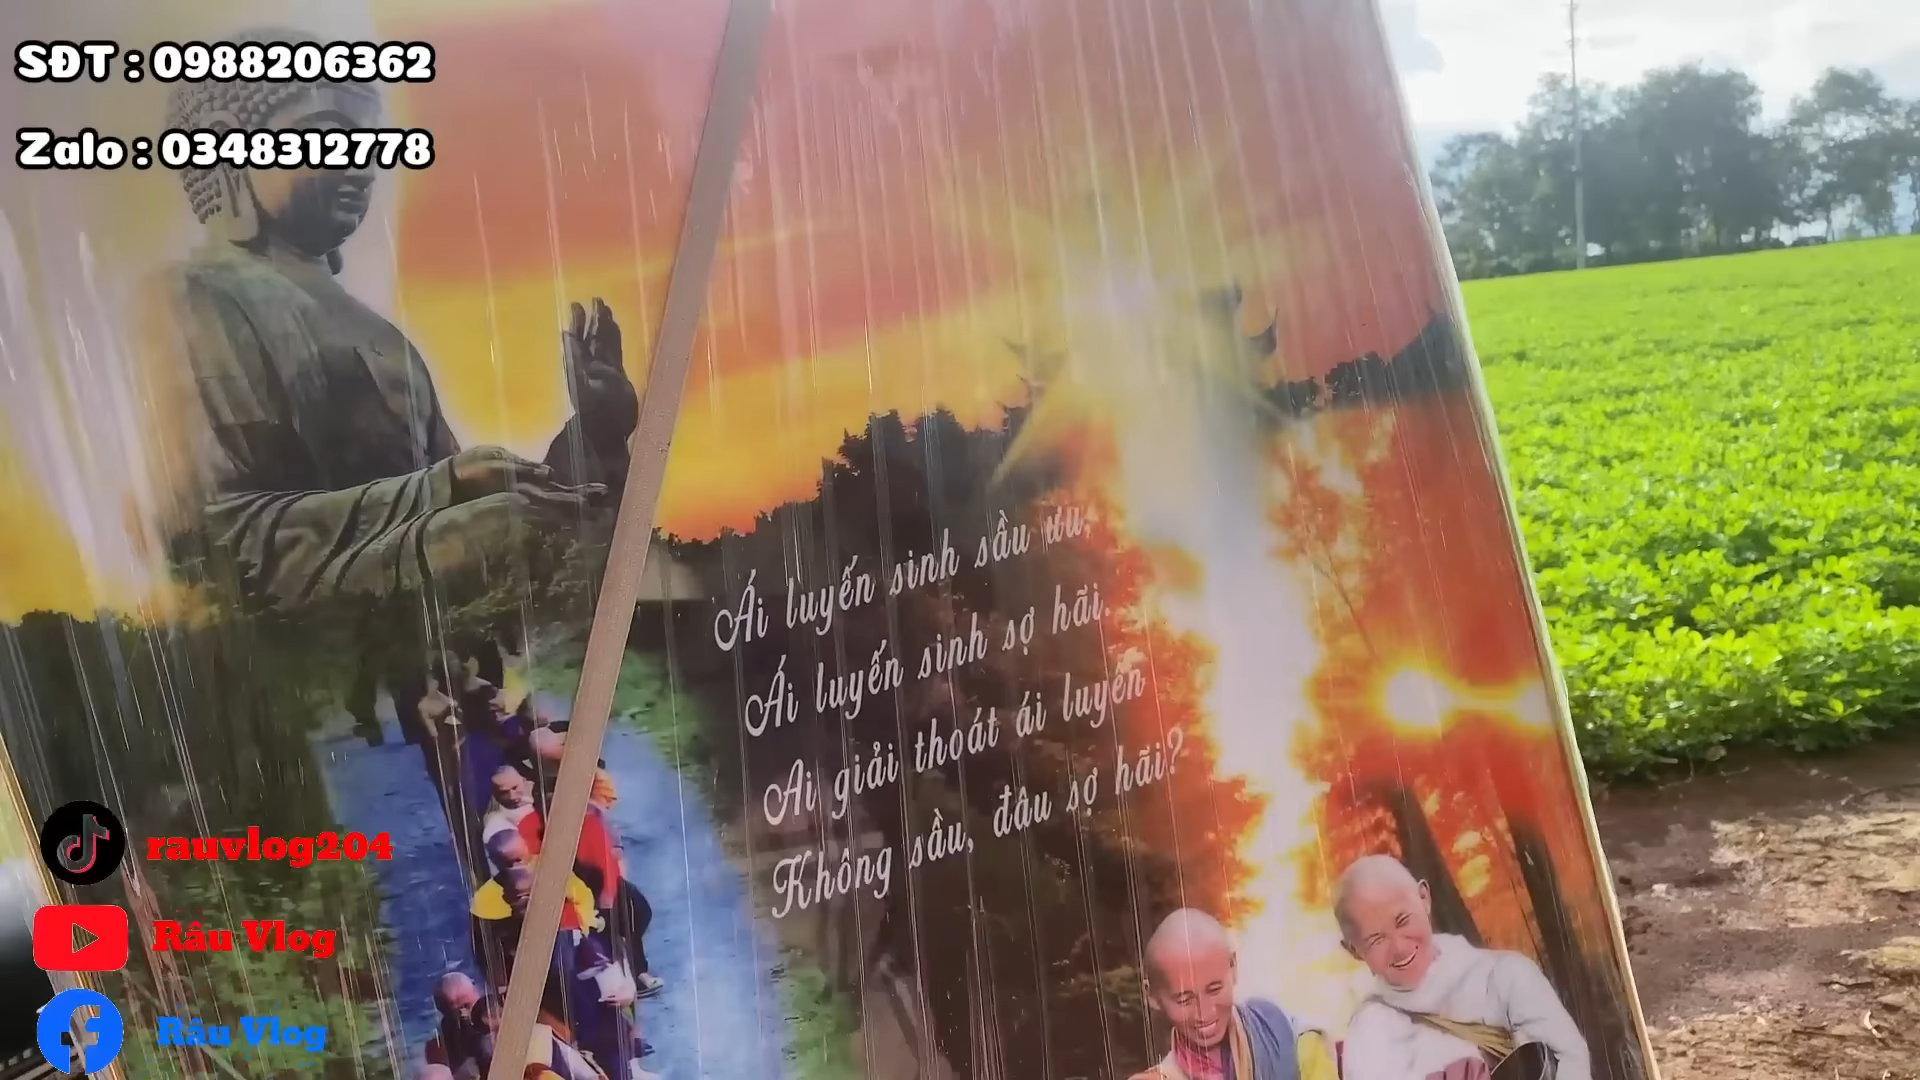 SĐT : 0988206362
Zalo : 0348312778
Ái luyến sinh sầu ưu,
Ái luyến sinh sợ hãi.
Ai giải thoát ái luyến
Không sầu, đâu sợ hãi?
rauvlog204
Râu Vlog
Râu Vlog